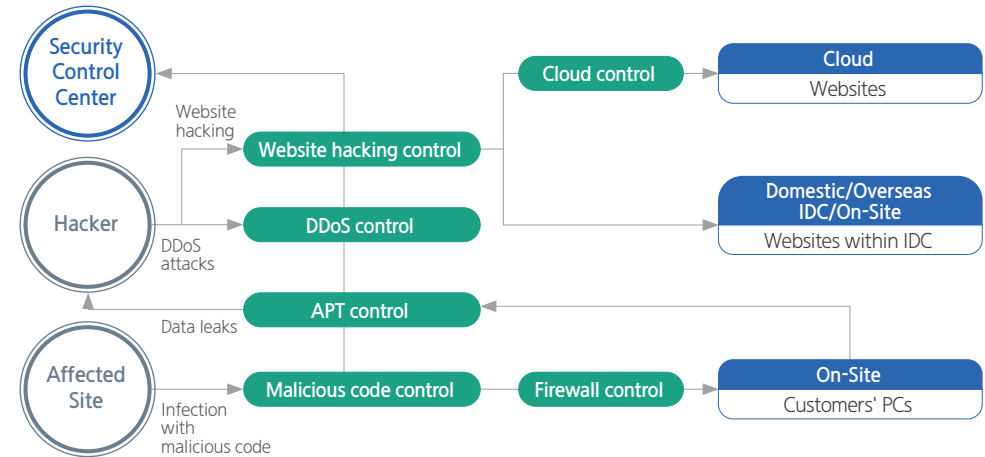 Security
Control
Center
Cloud control
Cloud
Websites
Website
hacking
Website hacking control
Hacker
DDoS control
DDoS
attacks
Domestic/Overseas
IDC/On-Site
Websites within IDC
APT control
Data leaks
Affected
Site
Malicious code control
Firewall control
On-Site
Customers' PCs
Infection
with
malicious code